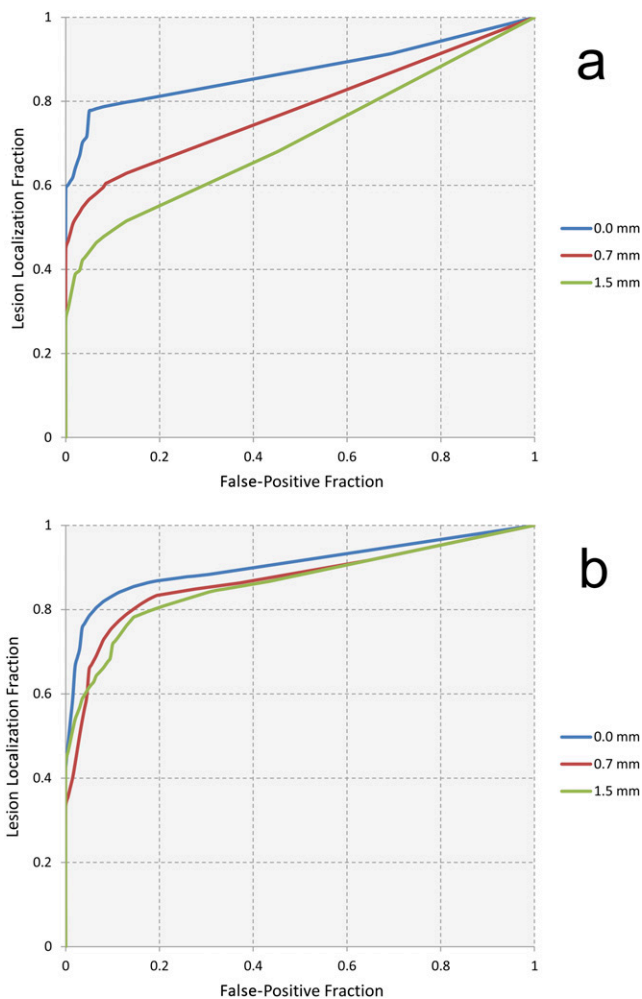 a
1
0.8
0.6
0.4
0.2
0
Lesion Localization Fraction
0 0.2 0.4 0.6 0.8 1
False-Positive Fraction
0.0 mm
0.7 mm
1.5 mm
b
1
0.8
0.6
0.4
0.2
0
Lesion Localization Fraction
0 0.2 0.4 0.6 0.8 1
False-Positive Fraction
0.0 mm
0.7 mm
1.5 mm